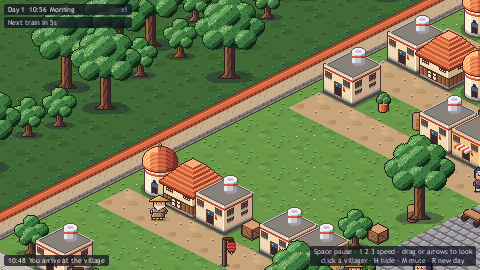 Day 1 10:56 Morning x1
Next train in 5s
10:48 You arrive at the village
Space pause · 1 2 3 speed · drag or arrows to look
click a villager · H hide · M mute · R new day